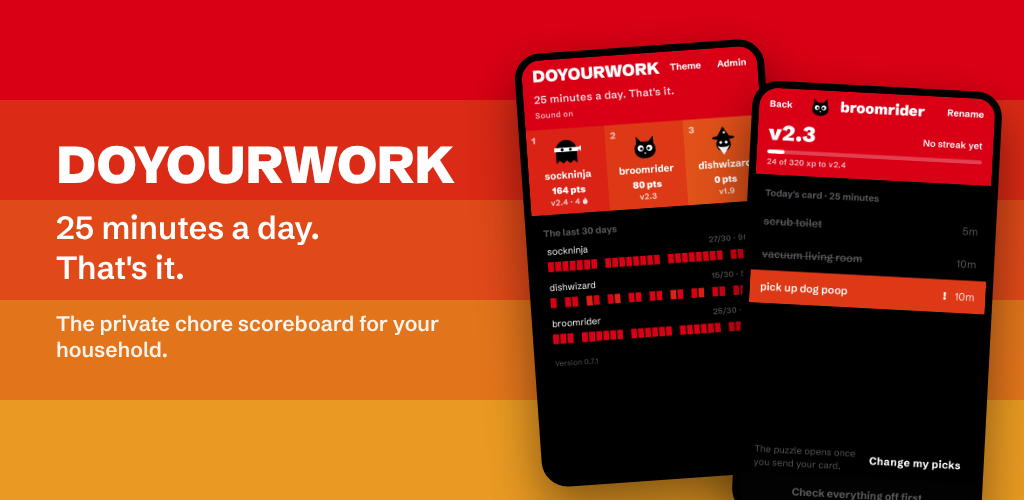 DOYOURWORK
25 minutes a day.
That's it.
The private chore scoreboard for your
household.
DOYOURWORK Theme Admin
25 minutes a day. That's it.
Sound on
1 2 3
sockninja broomrider dishwizard
164 pts 80 pts 0 pts
v2.4 · 4 v2.3 v1.9
The last 30 days
sockninja 27/30
dishwizard 15/30
broomrider 25/30
Version 0.7.1
Back broomrider Rename
v2.3 No streak yet
24 of 320 xp to v2.4
Today's card · 25 minutes
scrub toilet 5m
vacuum living room 10m
pick up dog poop ! 10m
The puzzle opens once
you send your card.
Change my picks
Check everything off first